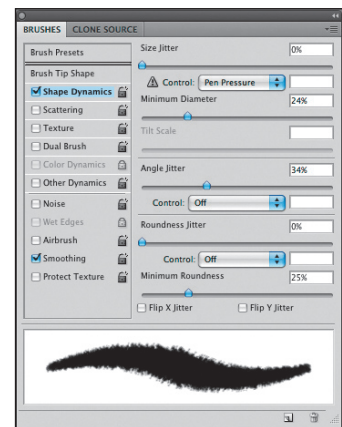 BRUSHES CLONE SOURCE
Brush Presets
Brush Tip Shape
Shape Dynamics
Scattering
Texture
Dual Brush
Color Dynamics
Other Dynamics
Noise
Wet Edges
Airbrush
Smoothing
Protect Texture
Size Jitter 0%
Control: Pen Pressure
Minimum Diameter 24%
Tilt Scale
Angle Jitter 34%
Control: Off
Roundness Jitter 0%
Control: Off
Minimum Roundness 25%
Flip X Jitter Flip Y Jitter